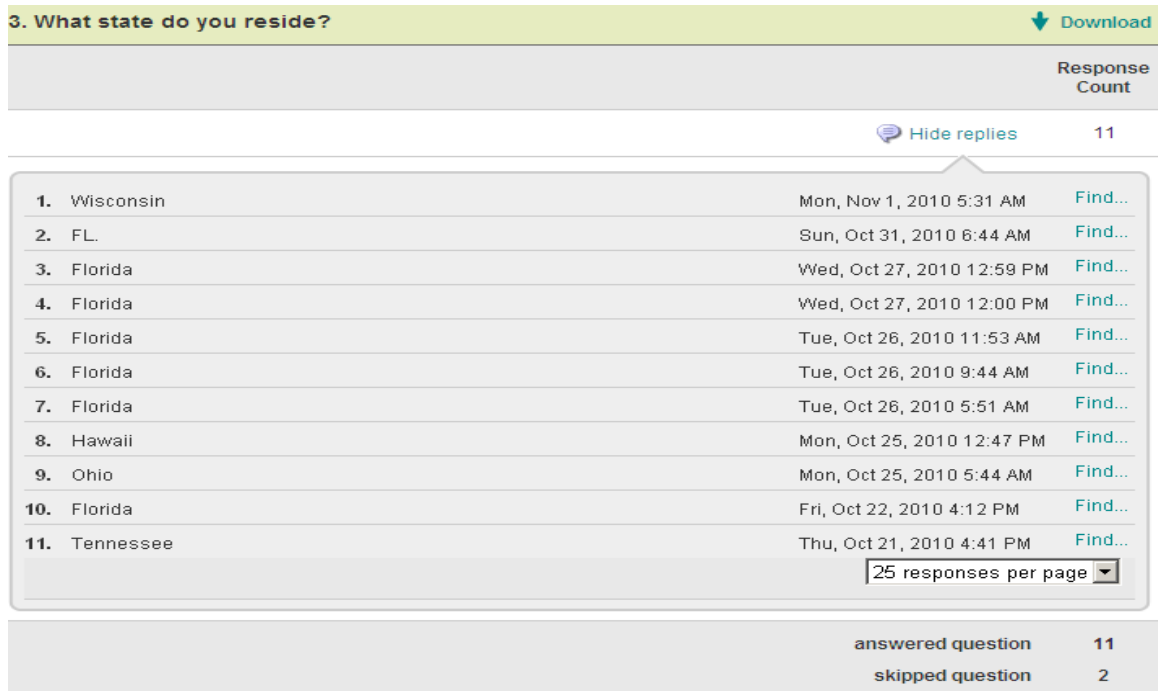 3. What state do you reside? Download
Response
Count
Hide replies 11
1. Wisconsin Mon, Nov 1, 2010 5:31 AM Find...
2. FL. Sun, Oct 31, 2010 6:44 AM Find...
3. Florida Wed, Oct 27, 2010 12:59 PM Find...
4. Florida Wed, Oct 27, 2010 12:00 PM Find...
5. Florida Tue, Oct 26, 2010 11:53 AM Find...
6. Florida Tue, Oct 26, 2010 9:44 AM Find...
7. Florida Tue, Oct 26, 2010 5:51 AM Find...
8. Hawaii Mon, Oct 25, 2010 12:47 PM Find...
9. Ohio Mon, Oct 25, 2010 5:44 AM Find...
10. Florida Fri, Oct 22, 2010 4:12 PM Find...
11. Tennessee Thu, Oct 21, 2010 4:41 PM Find...
25 responses per page
answered question 11
skipped question 2